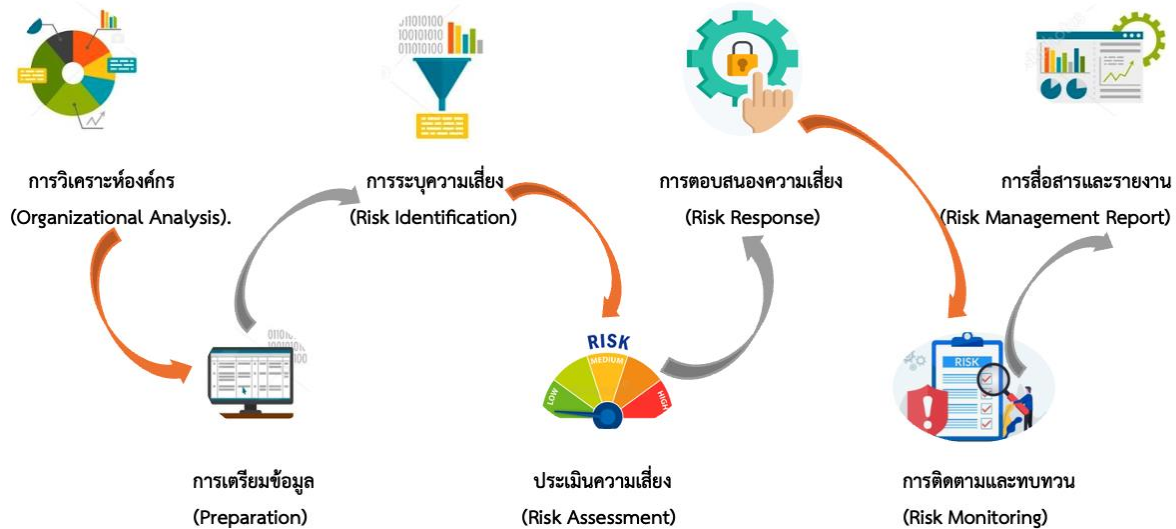 การวิเคราะห์องค์กร
(Organizational Analysis).
การเตรียมข้อมูล
(Preparation)
การระบุความเสี่ยง
(Risk Identification)
ประเมินความเสี่ยง
(Risk Assessment)
การตอบสนองความเสี่ยง
(Risk Response)
การติดตามและทบทวน
(Risk Monitoring)
การสื่อสารและรายงาน
(Risk Management Report)
11010100
100101010
011010100
RISK
LOW
MEDIUM
HIGH
RISK